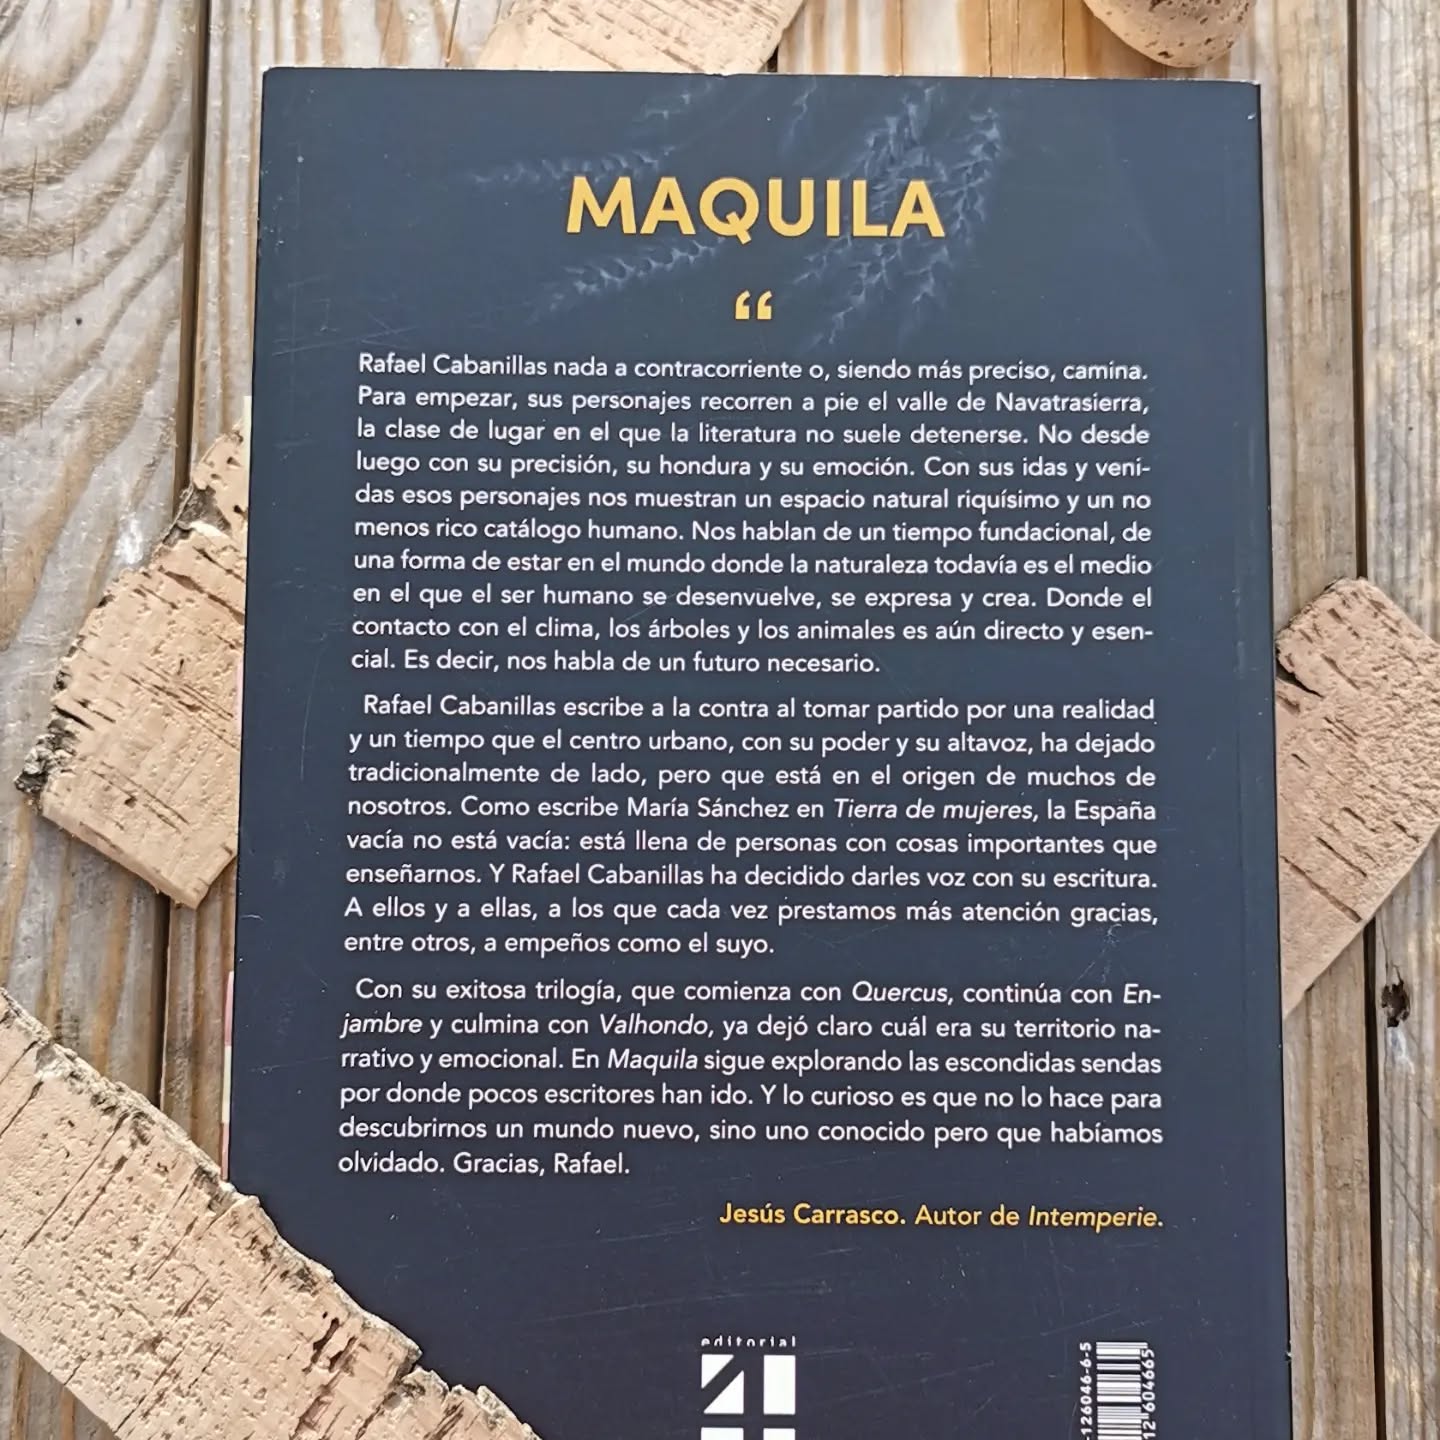 MAQUILA
“
Rafael Cabanillas nada a contracorriente o, siendo más preciso, camina.
Para empezar, sus personajes recorren a pie el valle de Navatrasierra,
la clase de lugar en el que la literatura no suele detenerse. No desde
luego con su precisión, su hondura y su emoción. Con sus idas y veni-
das esos personajes nos muestran un espacio natural riquísimo y un no
menos rico catálogo humano. Nos hablan de un tiempo fundacional, de
una forma de estar en el mundo donde la naturaleza todavía es el medio
en el que el ser humano se desenvuelve, se expresa y crea. Donde el
contacto con el clima, los árboles y los animales es aún directo y esen-
cial. Es decir, nos habla de un futuro necesario.
Rafael Cabanillas escribe a la contra al tomar partido por una realidad
y un tiempo que el centro urbano, con su poder y su altavoz, ha dejado
tradicionalmente de lado, pero que está en el origen de muchos de
nosotros. Como escribe María Sánchez en Tierra de mujeres, la España
vacía no está vacía: está llena de personas con cosas importantes que
enseñarnos. Y Rafael Cabanillas ha decidido darles voz con su escritura.
A ellos y a ellas, a los que cada vez prestamos más atención gracias,
entre otros, a empeños como el suyo.
Con su exitosa trilogía, que comienza con Quercus, continúa con En-
jambre y culmina con Valhondo, ya dejó claro cuál era su territorio na-
rrativo y emocional. En Maquila sigue explorando las escondidas sendas
por donde pocos escritores han ido. Y lo curioso es que no lo hace para
descubrirnos un mundo nuevo, sino uno conocido pero que habíamos
olvidado. Gracias, Rafael.
Jesús Carrasco. Autor de Intemperie.
editorial
-126046-6-5
12 604665